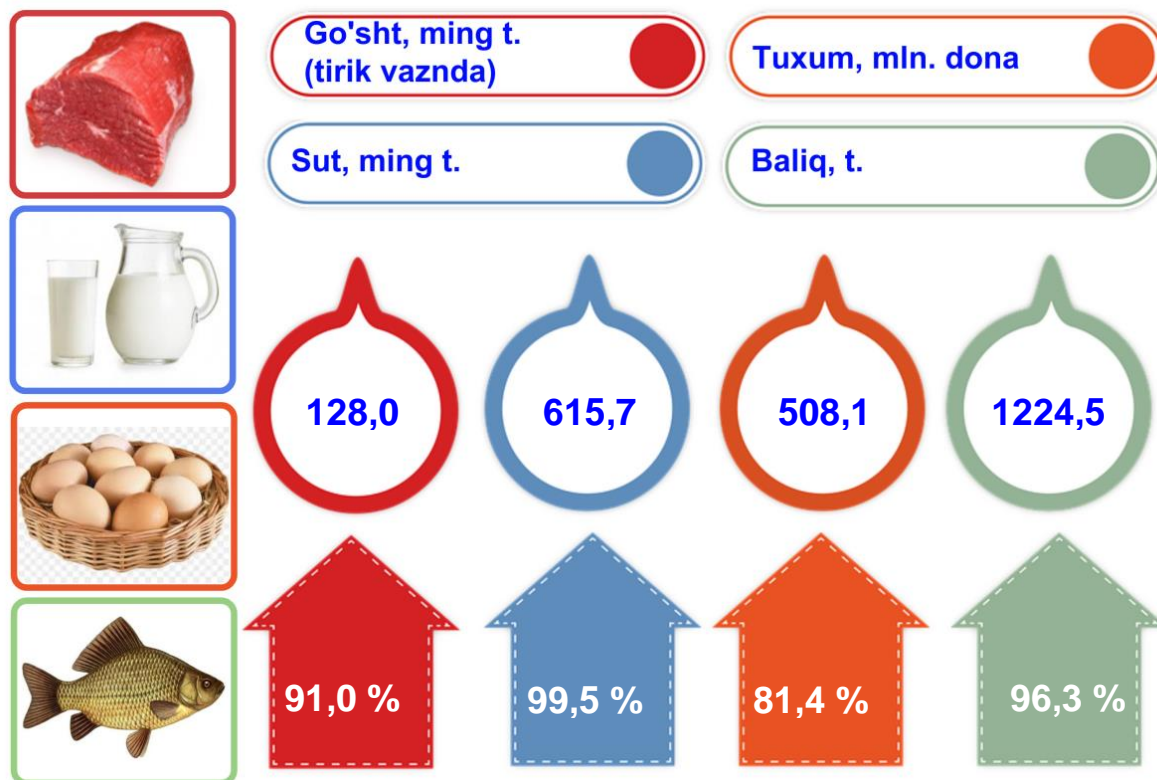 Go'sht, ming t.
(tirik vaznda)
Tuxum, mln. dona
Sut, ming t.
Baliq, t.
128,0
615,7
508,1
1224,5
91,0 %
99,5 %
81,4 %
96,3 %